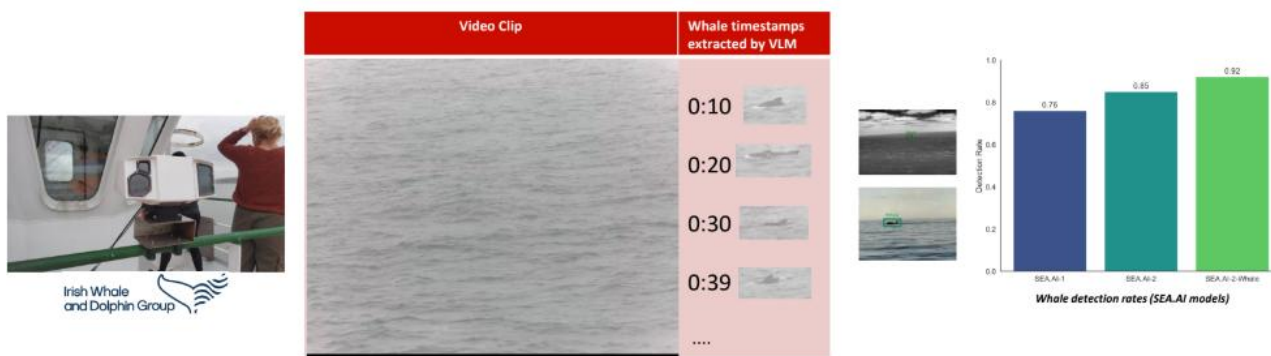 Irish Whale
and Dolphin Group
Video Clip
Whale timestamps
extracted by VLM
0:10
0:20
0:30
0:39
....
1.0
0.8
0.6
0.4
0.2
0.0
Detection Rate
0.76
0.85
0.92
SEA.AI-1
SEA.AI-2
SEA.AI-2-Whale
Whale detection rates (SEA.AI models)